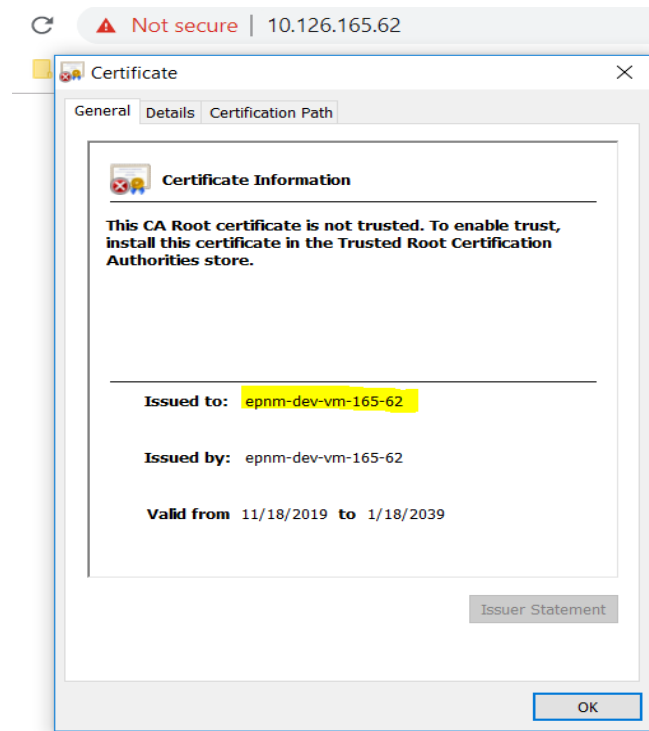 Not secure | 10.126.165.62
Certificate
General Details Certification Path
Certificate Information
This CA Root certificate is not trusted. To enable trust,
install this certificate in the Trusted Root Certification
Authorities store.
Issued to: epnm-dev-vm-165-62
Issued by: epnm-dev-vm-165-62
Valid from 11/18/2019 to 1/18/2039
Issuer Statement
OK